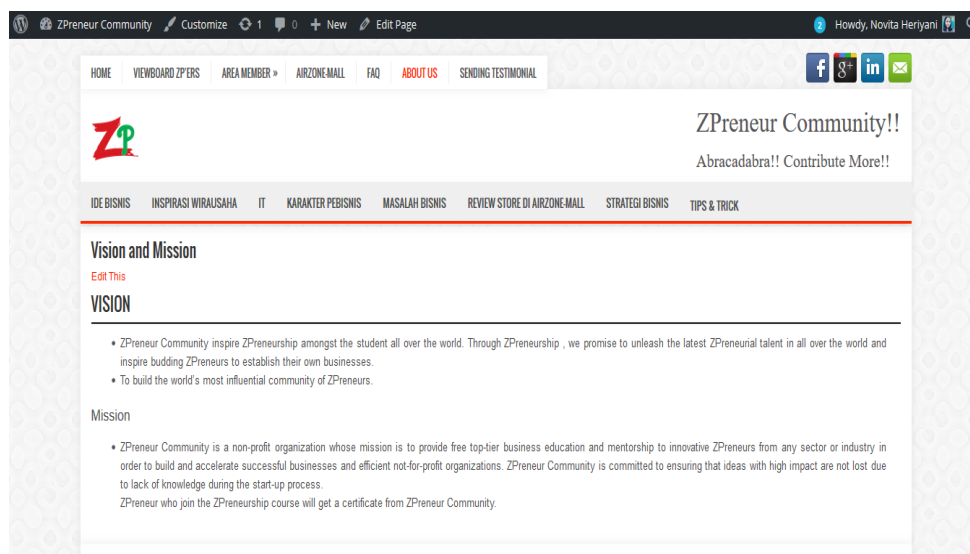 ZPreneur Community Customize 1 0 New Edit Page 2 Howdy, Novita Heriyani
HOME VIEWBOARD ZP'ERS AREA MEMBER » AIRZONE-MALL FAQ ABOUT US SENDING TESTIMONIAL
f g+ in
ZP
ZPreneur Community!!
Abracadabra!! Contribute More!!
IDE BISNIS INSPIRASI WIRAUSAHA IT KARAKTER PEBISNIS MASALAH BISNIS REVIEW STORE DI AIRZONE-MALL STRATEGI BISNIS TIPS & TRICK
Vision and Mission
Edit This
VISION
• ZPreneur Community inspire ZPreneurship amongst the student all over the world. Through ZPreneurship , we promise to unleash the latest ZPreneurial talent in all over the world and
inspire budding ZPreneurs to establish their own businesses.
• To build the world's most influential community of ZPreneurs.
Mission
• ZPreneur Community is a non-profit organization whose mission is to provide free top-tier business education and mentorship to innovative ZPreneurs from any sector or industry in
order to build and accelerate successful businesses and efficient not-for-profit organizations. ZPreneur Community is committed to ensuring that ideas with high impact are not lost due
to lack of knowledge during the start-up process.
ZPreneur who join the ZPreneurship course will get a certificate from ZPreneur Community.